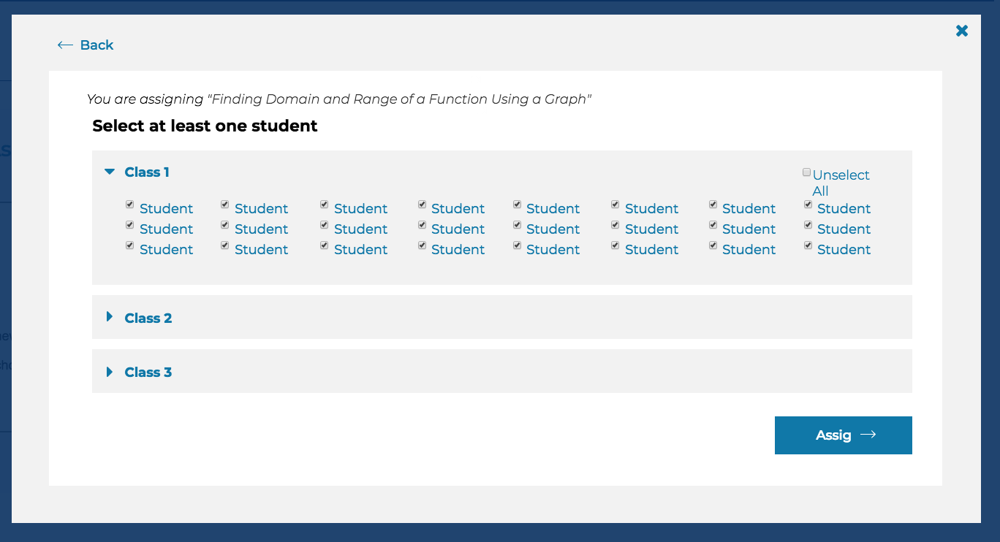 ← Back
You are assigning "Finding Domain and Range of a Function Using a Graph"
Select at least one student
Class 1
Unselect
All
Student Student Student Student Student Student Student Student
Student Student Student Student Student Student Student Student
Student Student Student Student Student Student Student Student
Class 2
Class 3
Assig →